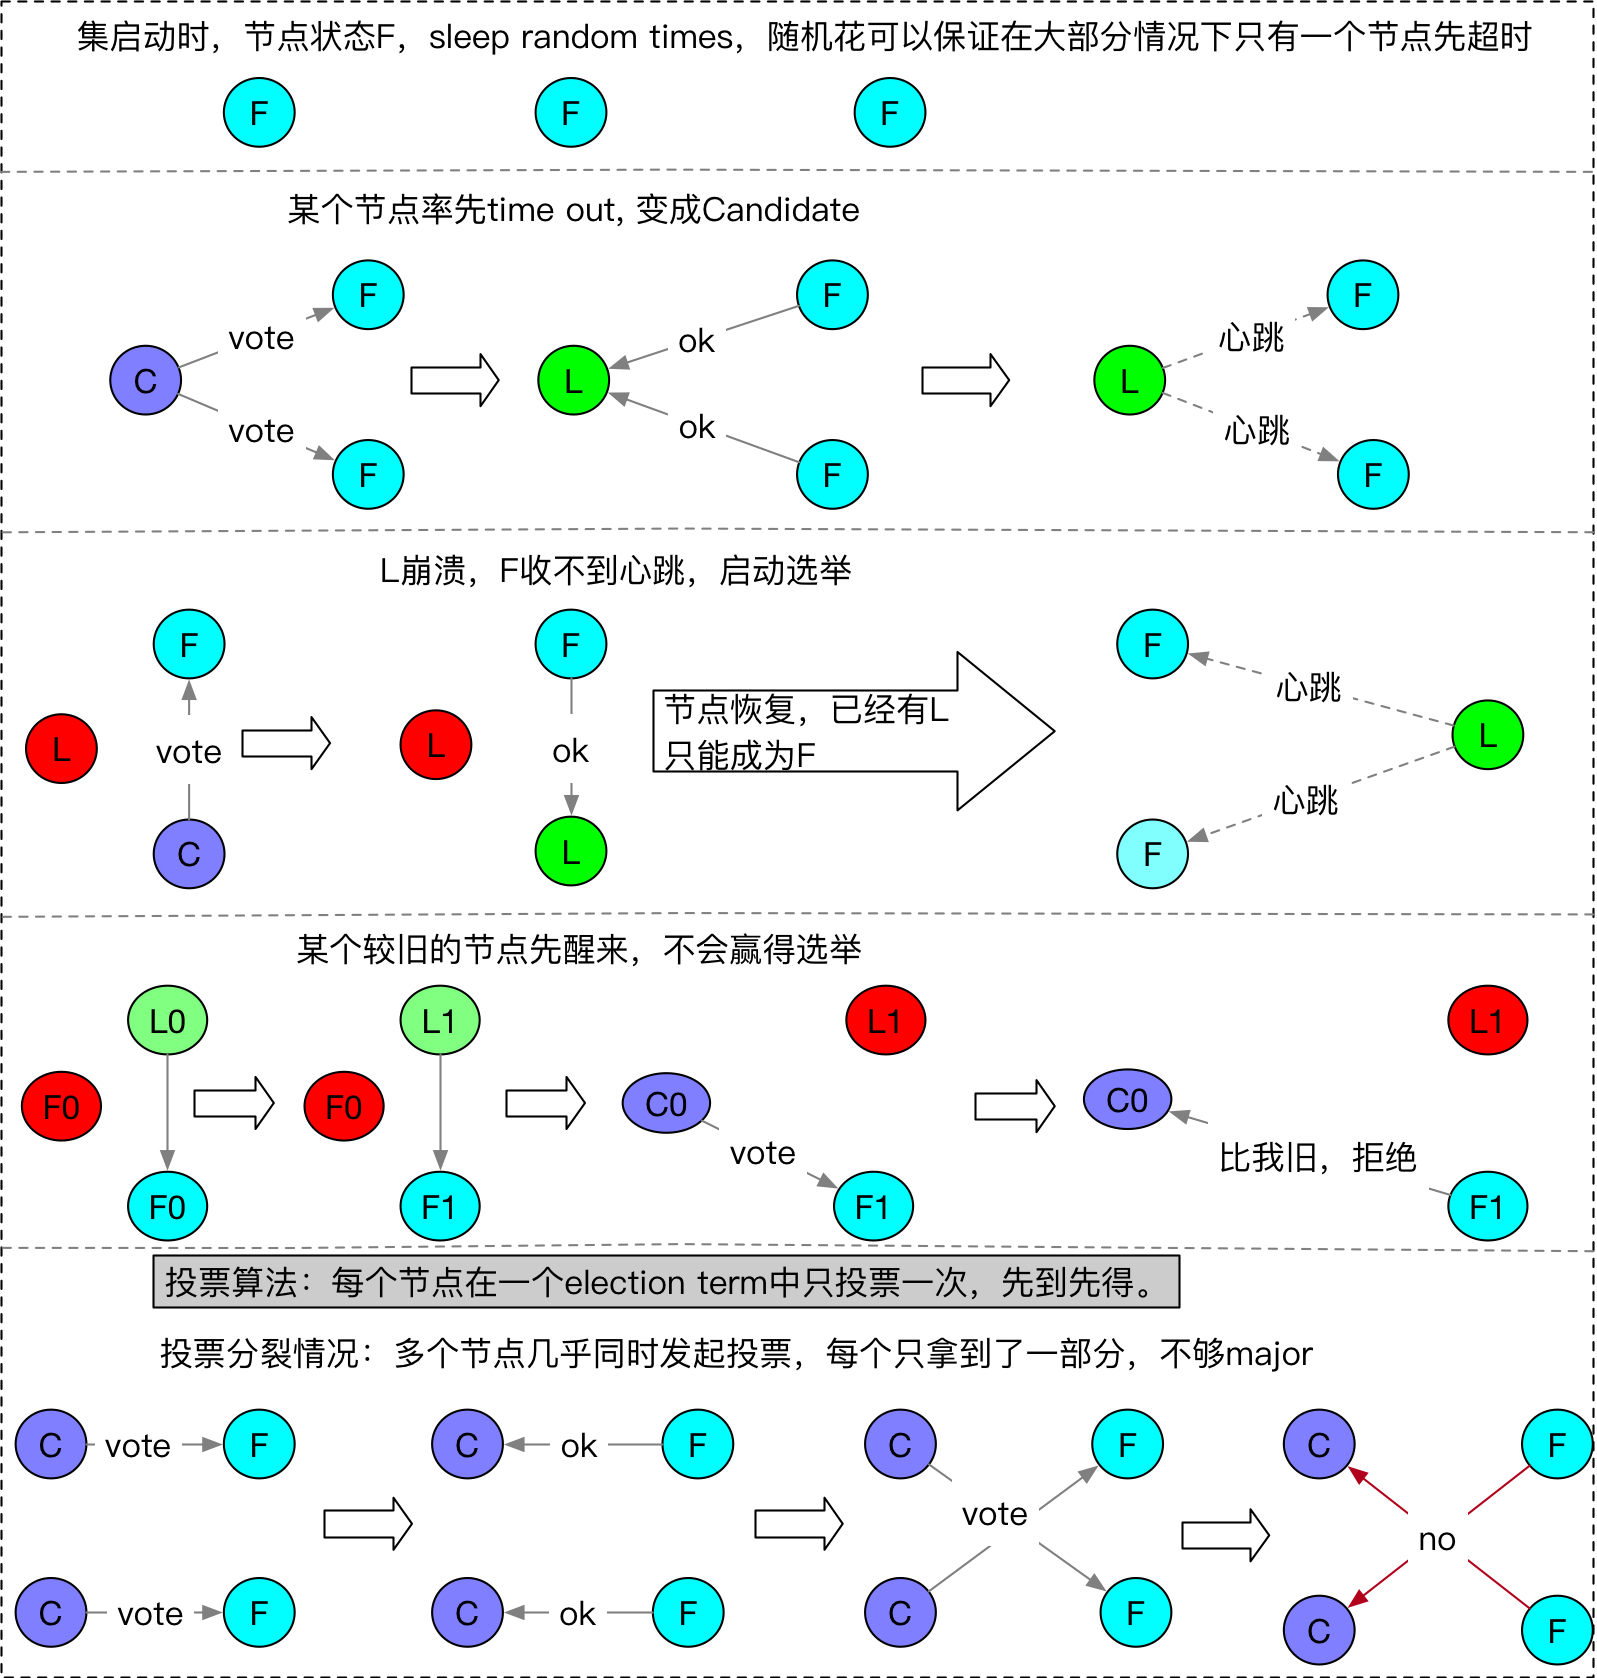 集启动时，节点状态F，sleep random times，随机花可以保证在大部分情况下只有一个节点先超时
F F F
某个节点率先time out, 变成Candidate
F F F
vote ok 心跳
C L L
vote ok 心跳
F F F
L崩溃，F收不到心跳，启动选举
F F F
心跳
节点恢复，已经有L
只能成为F
L vote L ok L
心跳
C L F
某个较旧的节点先醒来，不会赢得选举
L0 L1 L1 L1
F0 F0 C0 C0
vote 比我旧，拒绝
F0 F1 F1 F1
投票算法：每个节点在一个election term中只投票一次，先到先得。
投票分裂情况：多个节点几乎同时发起投票，每个只拿到了一部分，不够major
C vote F C ok F C F C F
vote no
C vote F C ok F C F C F